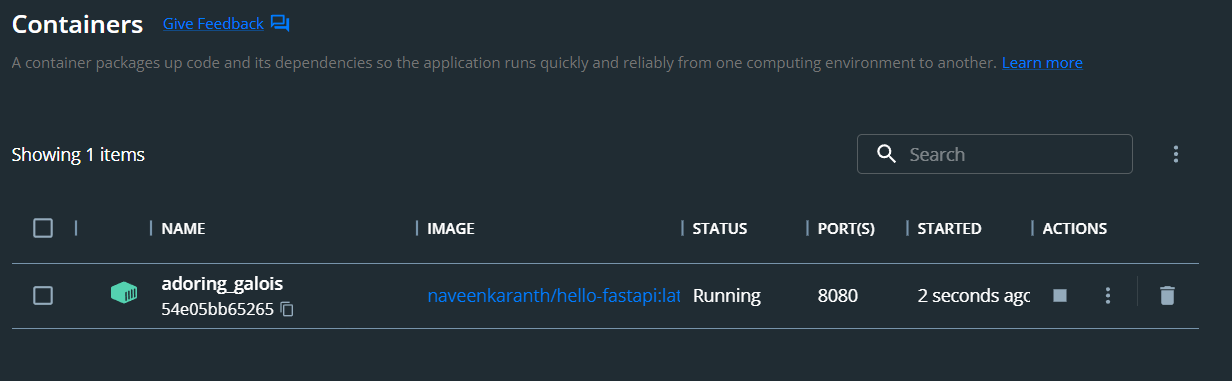 Containers Give Feedback
A container packages up code and its dependencies so the application runs quickly and reliably from one computing environment to another. Learn more
Showing 1 items
Search
NAME IMAGE STATUS PORT(S) STARTED ACTIONS
adoring_galois
54e05bb65265
naveenkaranth/hello-fastapi:lat Running 8080 2 seconds agc